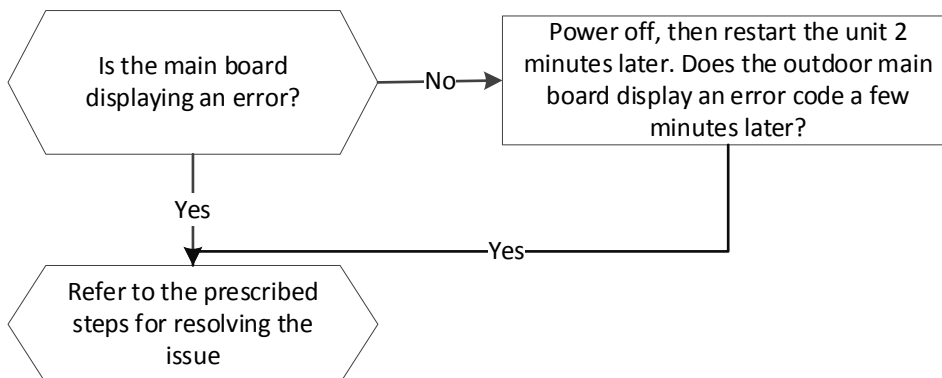 Is the main board
displaying an error?
No
Power off, then restart the unit 2
minutes later. Does the outdoor main
board display an error code a few
minutes later?
Yes
Yes
Refer to the prescribed
steps for resolving the
issue